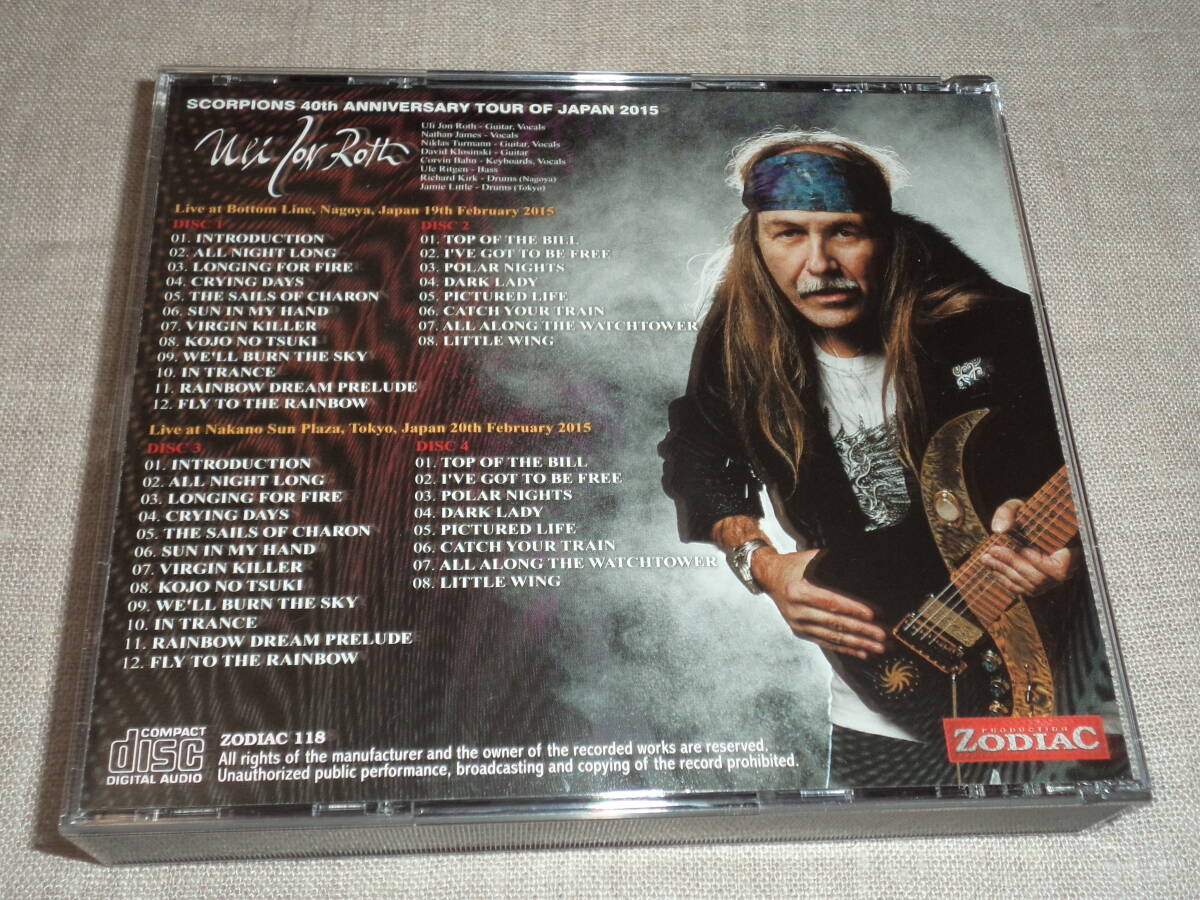 SCORPIONS 40th ANNIVERSARY TOUR OF JAPAN 2015
Uli Jon Roth
Uli Jon Roth - Guitar, Vocals
Nathan James - Vocals
Niklas Turmann - Guitar, Vocals
David Klosinski - Guitar
Corvin Bahn - Keyboards, Vocals
Ule Ritgen - Bass
Richard Kirk - Drums (Nagoya)
Jamie Little - Drums (Tokyo)
Live at Bottom Line, Nagoya, Japan 19th February 2015
DISC 1
01. INTRODUCTION
02. ALL NIGHT LONG
03. LONGING FOR FIRE
04. CRYING DAYS
05. THE SAILS OF CHARON
06. SUN IN MY HAND
07. VIRGIN KILLER
08. KOJO NO TSUKI
09. WE'LL BURN THE SKY
10. IN TRANCE
11. RAINBOW DREAM PRELUDE
12. FLY TO THE RAINBOW
DISC 2
01. TOP OF THE BILL
02. I'VE GOT TO BE FREE
03. POLAR NIGHTS
04. DARK LADY
05. PICTURED LIFE
06. CATCH YOUR TRAIN
07. ALL ALONG THE WATCHTOWER
08. LITTLE WING
Live at Nakano Sun Plaza, Tokyo, Japan 20th February 2015
DISC 3
01. INTRODUCTION
02. ALL NIGHT LONG
03. LONGING FOR FIRE
04. CRYING DAYS
05. THE SAILS OF CHARON
06. SUN IN MY HAND
07. VIRGIN KILLER
08. KOJO NO TSUKI
09. WE'LL BURN THE SKY
10. IN TRANCE
11. RAINBOW DREAM PRELUDE
12. FLY TO THE RAINBOW
DISC 4
01. TOP OF THE BILL
02. I'VE GOT TO BE FREE
03. POLAR NIGHTS
04. DARK LADY
05. PICTURED LIFE
06. CATCH YOUR TRAIN
07. ALL ALONG THE WATCHTOWER
08. LITTLE WING
COMPACT
disc
DIGITAL AUDIO
ZODIAC 118
All rights of the manufacturer and the owner of the recorded works are reserved.
Unauthorized public performance, broadcasting and copying of the record prohibited.
PRODUCTION
ZODIAC